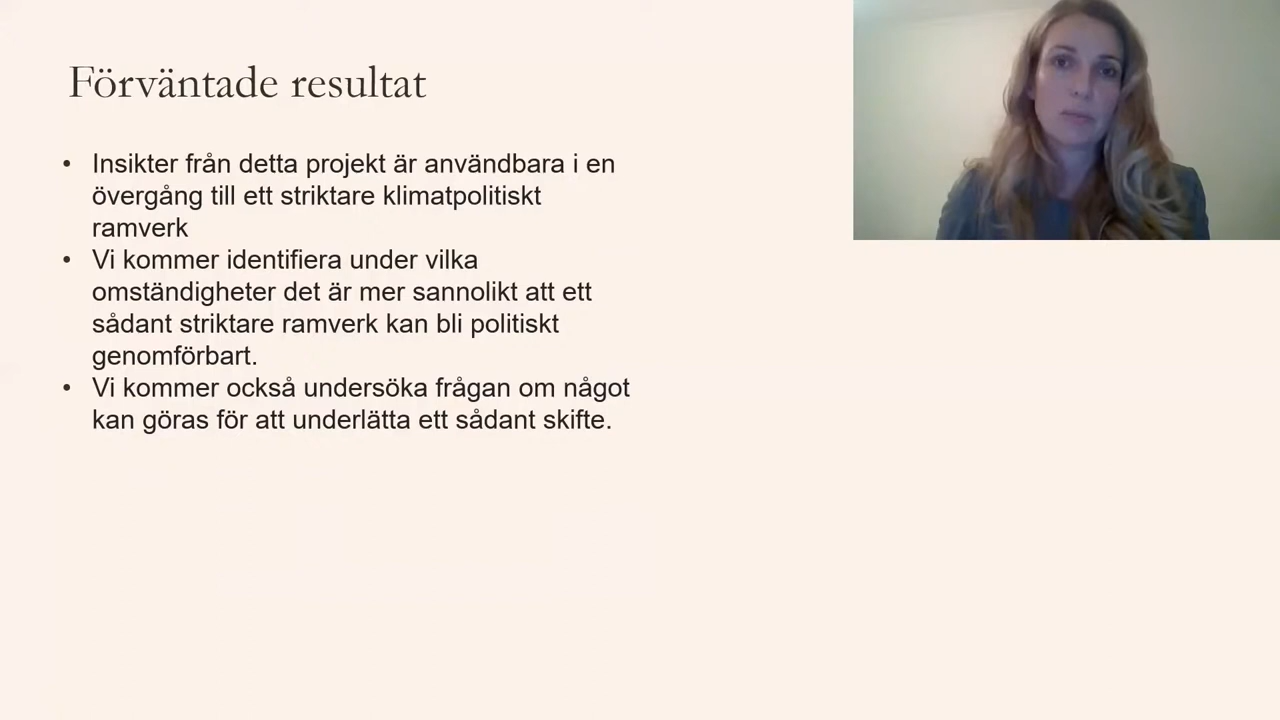 Förväntade resultat
• Insikter från detta projekt är användbara i en
övergång till ett striktare klimatpolitiskt
ramverk
• Vi kommer identifiera under vilka
omständigheter det är mer sannolikt att ett
sådant striktare ramverk kan bli politiskt
genomförbart.
• Vi kommer också undersöka frågan om något
kan göras för att underlätta ett sådant skifte.